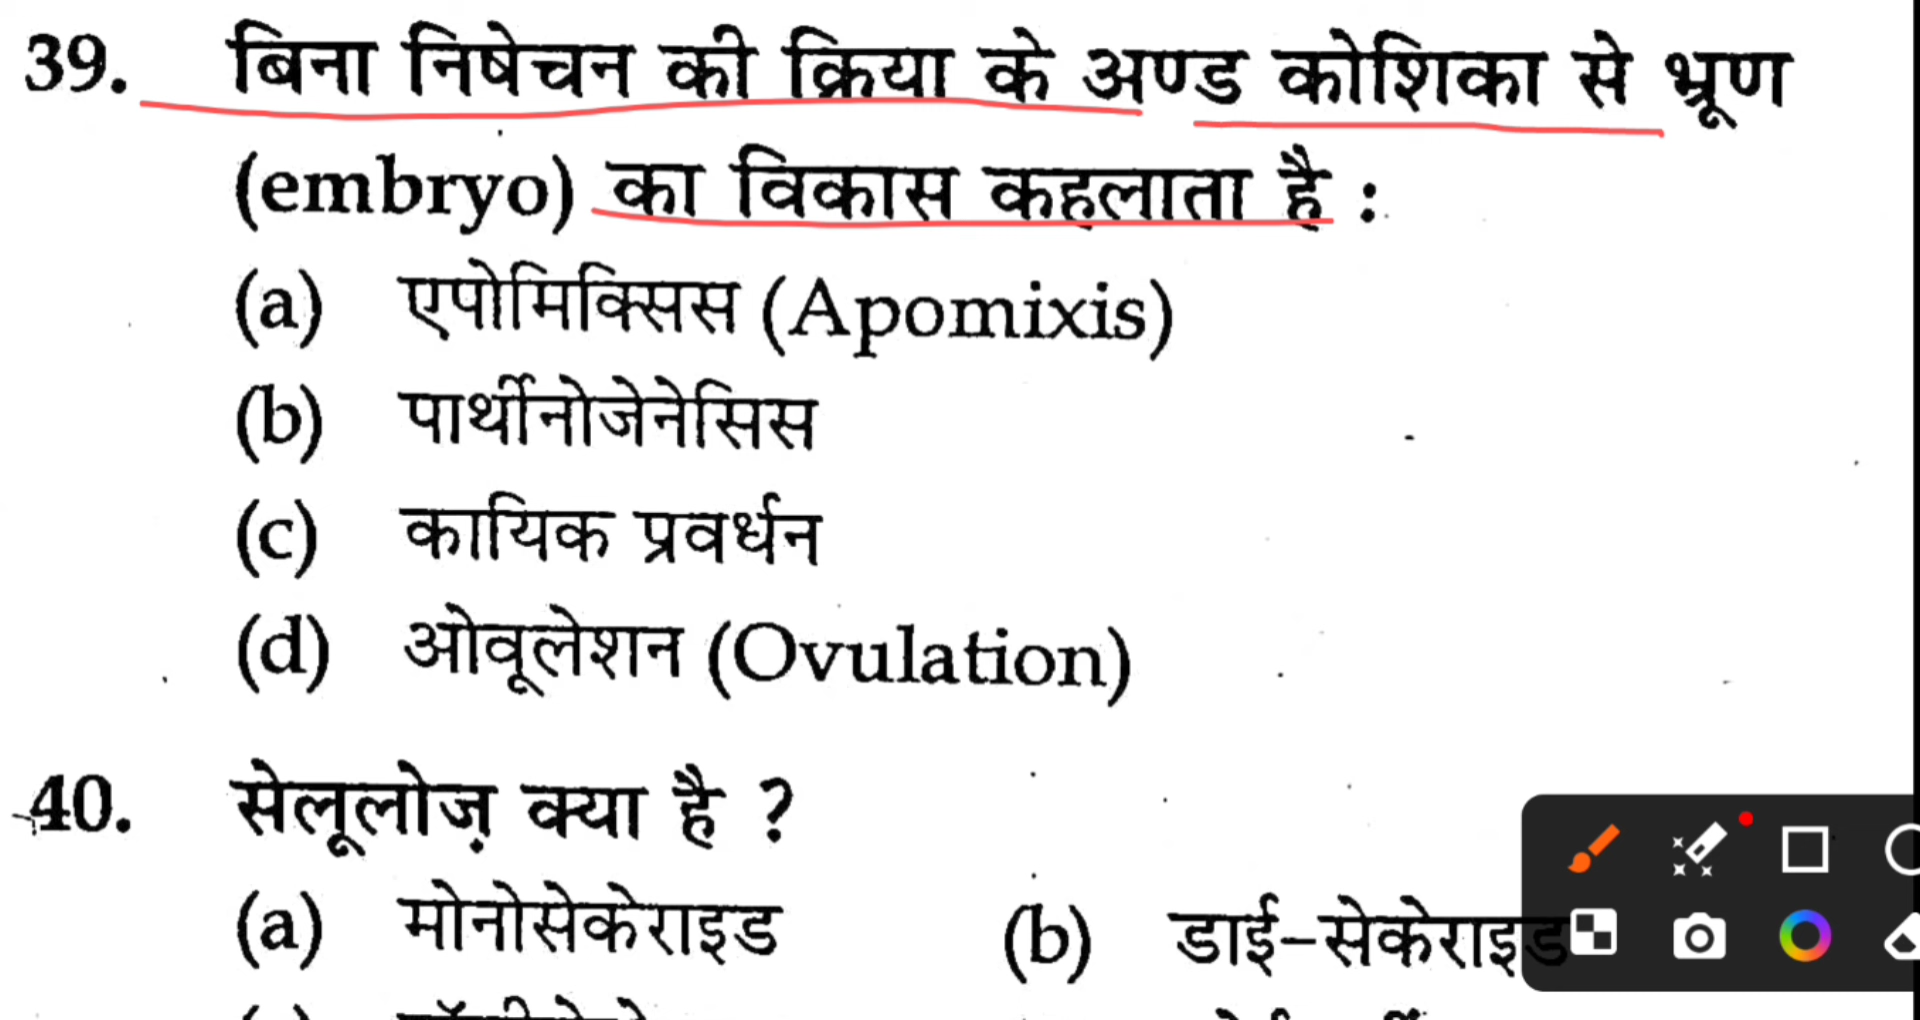 39. बिना निषेचन की क्रिया के अण्ड कोशिका से भ्रूण
(embryo) का विकास कहलाता है :
(a) एपोमिक्सिस (Apomixis)
(b) पार्थीनोजेनेसिस
(c) कायिक प्रवर्धन
(d) ओवूलेशन (Ovulation)
40. सेलूलोज़ क्या है ?
(a) मोनोसेकेराइड (b) डाई-सेकेराइड